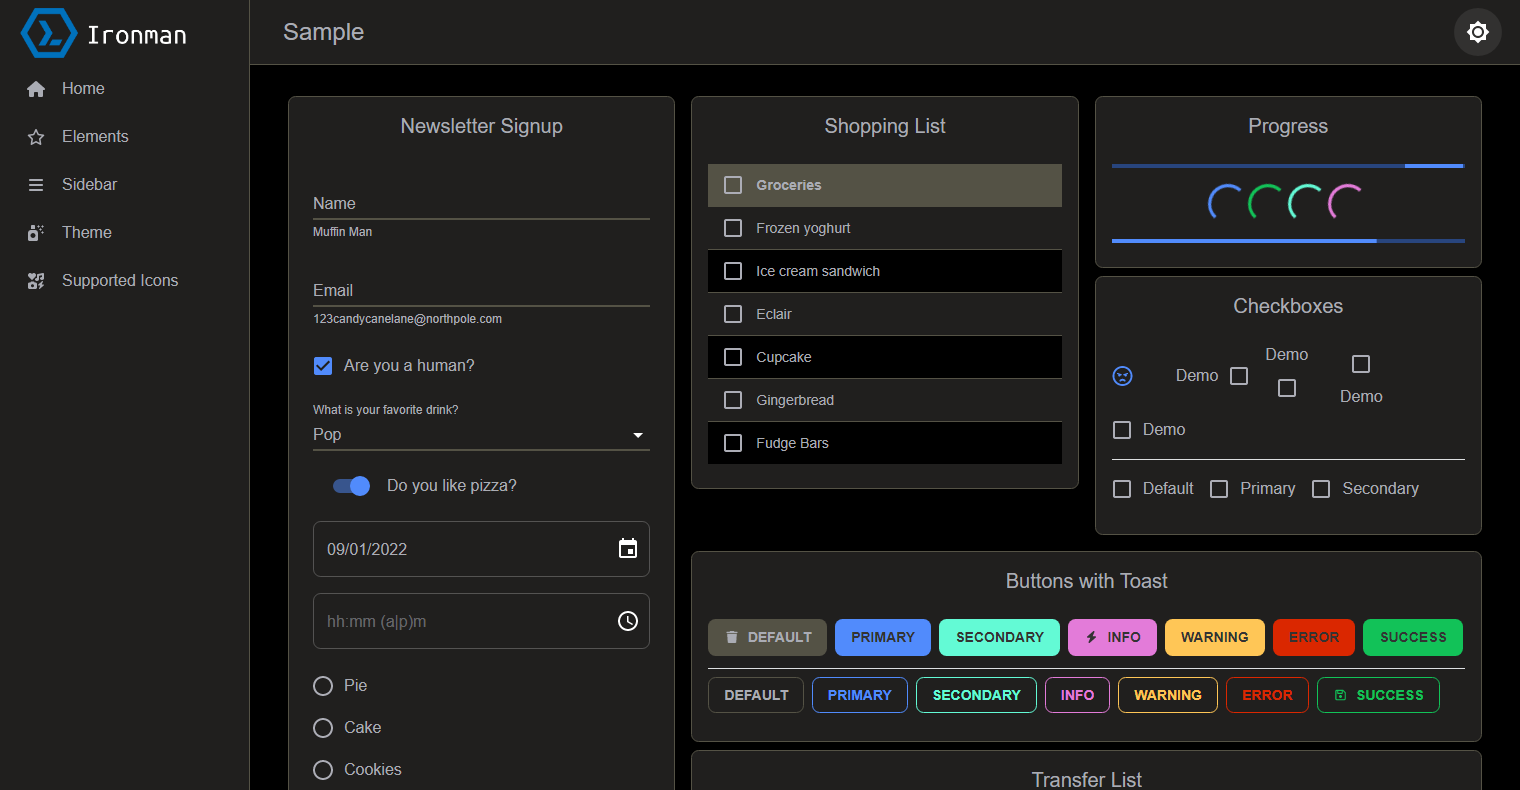 Ironman
Home
Elements
Sidebar
Theme
Supported Icons
Sample
Newsletter Signup
Name
Muffin Man
Email
123candycanelane@northpole.com
Are you a human?
What is your favorite drink?
Pop
Do you like pizza?
09/01/2022
hh:mm (a|p)m
Pie
Cake
Cookies
Shopping List
Groceries
Frozen yoghurt
Ice cream sandwich
Eclair
Cupcake
Gingerbread
Fudge Bars
Progress
Checkboxes
Demo
Demo
Demo
Demo
Default Primary Secondary
Buttons with Toast
DEFAULT PRIMARY SECONDARY INFO WARNING ERROR SUCCESS
DEFAULT PRIMARY SECONDARY INFO WARNING ERROR SUCCESS
Transfer List